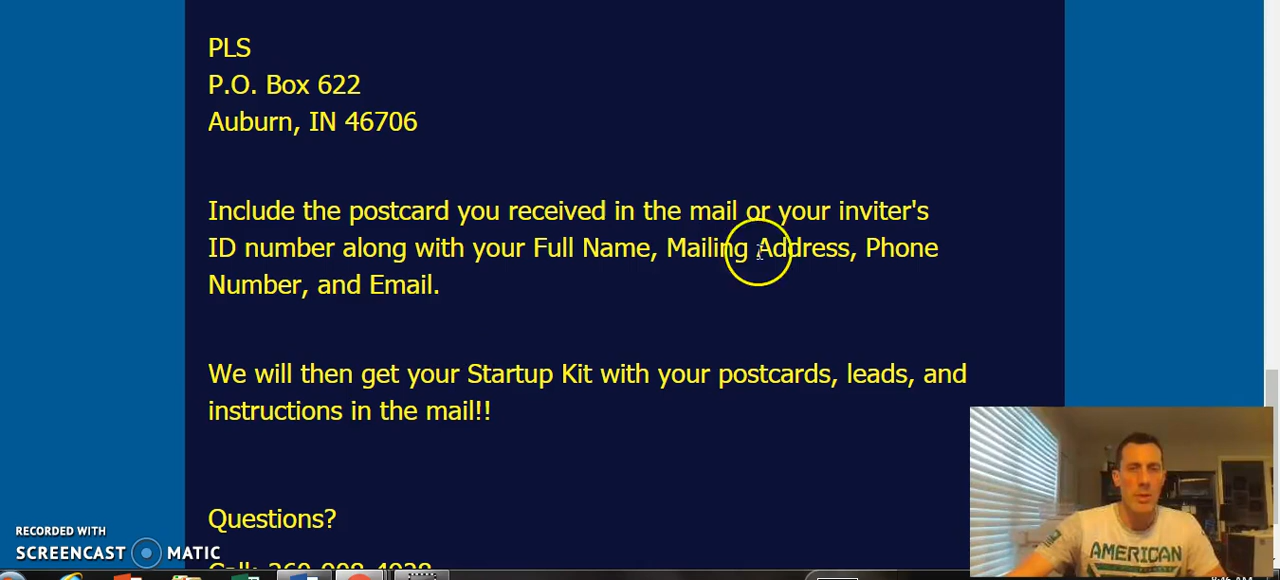 PLS
P.O. Box 622
Auburn, IN 46706
Include the postcard you received in the mail or your inviter's
ID number along with your Full Name, Mailing Address, Phone
Number, and Email.
We will then get your Startup Kit with your postcards, leads, and
instructions in the mail!!
Questions?
RECORDED WITH
SCREENCAST MATIC
AMERICAN